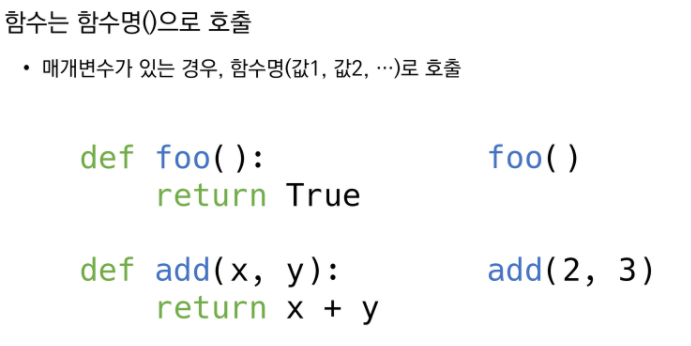 함수는 함수명()으로 호출
• 매개변수가 있는 경우, 함수명(값1, 값2, …)로 호출
def foo():    foo()
    return True
def add(x, y):    add(2, 3)
    return x + y